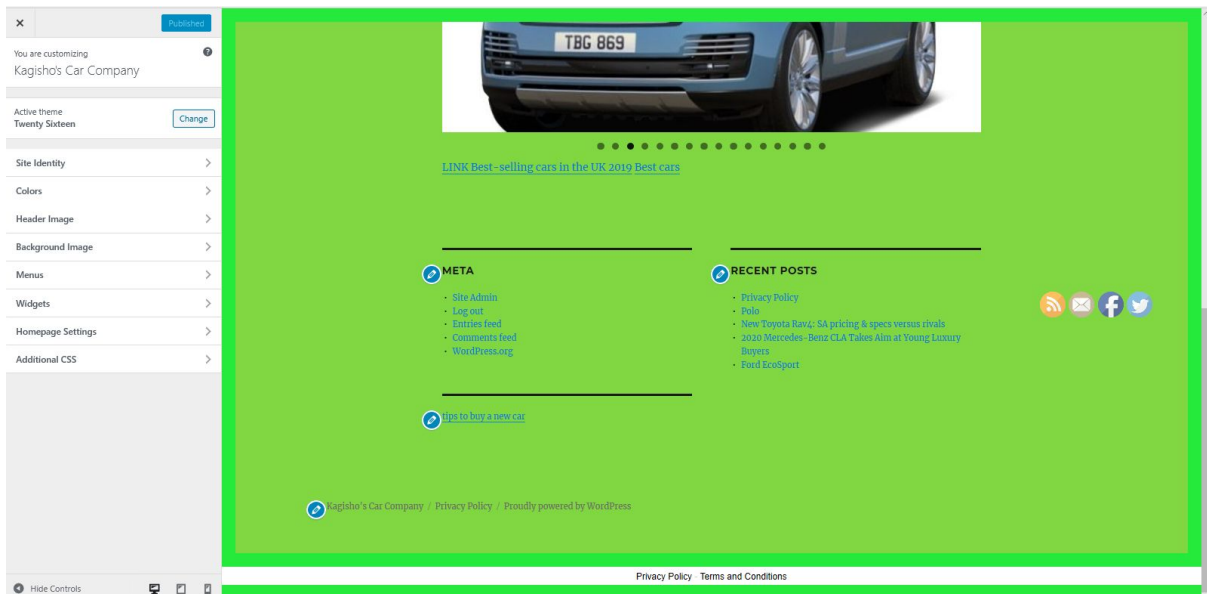 Published
You are customizing
Kagisho's Car Company
Active theme
Twenty Sixteen
Change
Site Identity
Colors
Header Image
Background Image
Menus
Widgets
Homepage Settings
Additional CSS
Hide Controls
TBG 869
LINK Best-selling cars in the UK 2019 Best cars
META
Site Admin
Log out
Entries feed
Comments feed
WordPress.org
RECENT POSTS
Privacy Policy
Polo
New Toyota Rav4: SA pricing & specs versus rivals
2020 Mercedes-Benz CLA Takes Aim at Young Luxury
Buyers
Ford EcoSport
tips to buy a new car
Kagisho's Car Company / Privacy Policy / Proudly powered by WordPress
Privacy Policy - Terms and Conditions